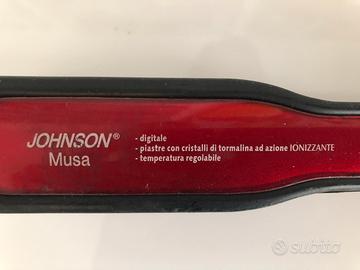 JOHNSON®
Musa
- digitale
- piastre con cristalli di tormalina ad azione IONIZZANTE
- temperatura regolabile
subito